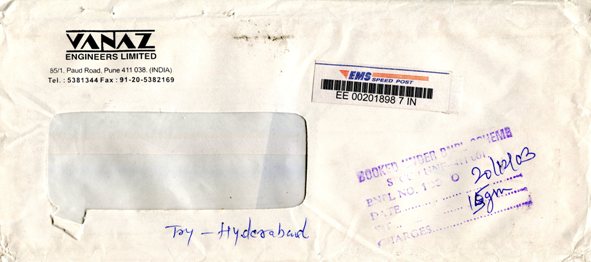 VANAZ
ENGINEERS LIMITED
85/1, Paud Road, Pune 411 038. (INDIA)
Tel. : 5381344 Fax : 91-20-5382169
EMS
SPEED POST
EE 00201898 7 IN
BOOKED UNDER BNPL SCHEME
BNPL NO.
DATE 20/12/03
15gm
CHARGES
Try - Hyderabad